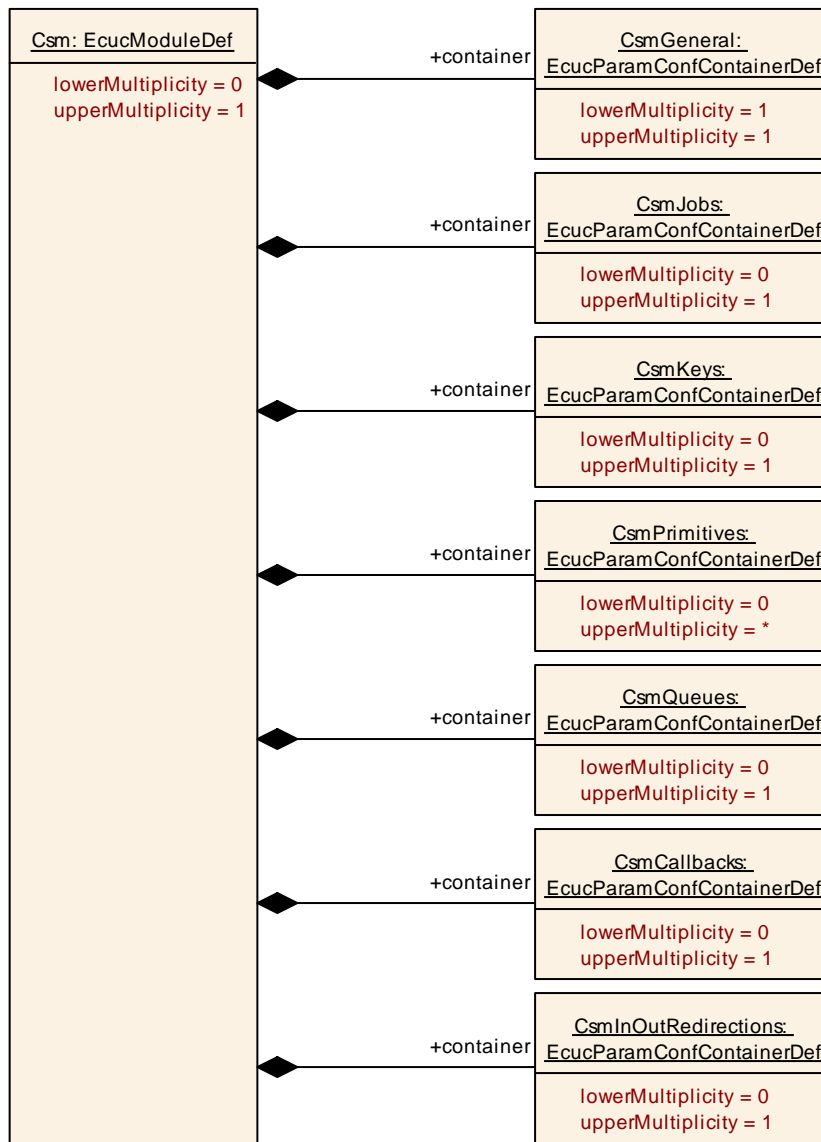 Csm: EcucModuleDef
lowerMultiplicity = 0
upperMultiplicity = 1
+container
CsmGeneral:
EcucParamConfContainerDef
lowerMultiplicity = 1
upperMultiplicity = 1
+container
CsmJobs:
EcucParamConfContainerDef
lowerMultiplicity = 0
upperMultiplicity = 1
+container
CsmKeys:
EcucParamConfContainerDef
lowerMultiplicity = 0
upperMultiplicity = 1
+container
CsmPrimitives:
EcucParamConfContainerDef
lowerMultiplicity = 0
upperMultiplicity = *
+container
CsmQueues:
EcucParamConfContainerDef
lowerMultiplicity = 0
upperMultiplicity = 1
+container
CsmCallbacks:
EcucParamConfContainerDef
lowerMultiplicity = 0
upperMultiplicity = 1
+container
CsmInOutRedirections:
EcucParamConfContainerDef
lowerMultiplicity = 0
upperMultiplicity = 1